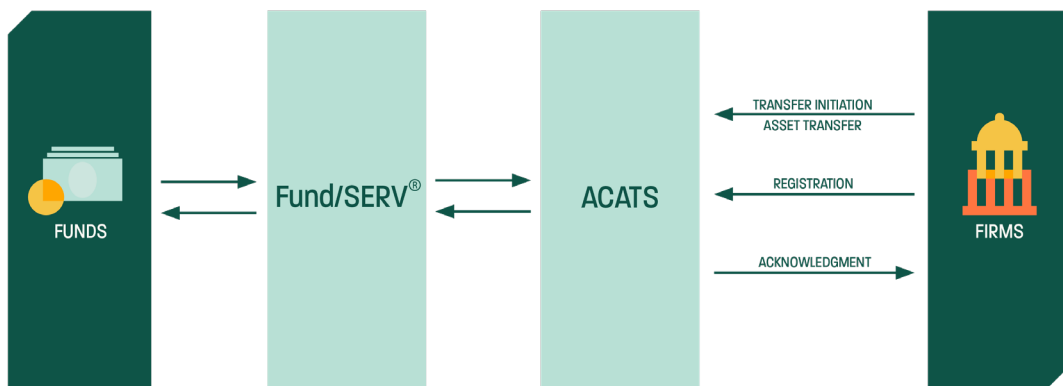 FUNDS
Fund/SERV®
ACATS
TRANSFER INITIATION
ASSET TRANSFER
REGISTRATION
ACKNOWLEDGMENT
FIRMS